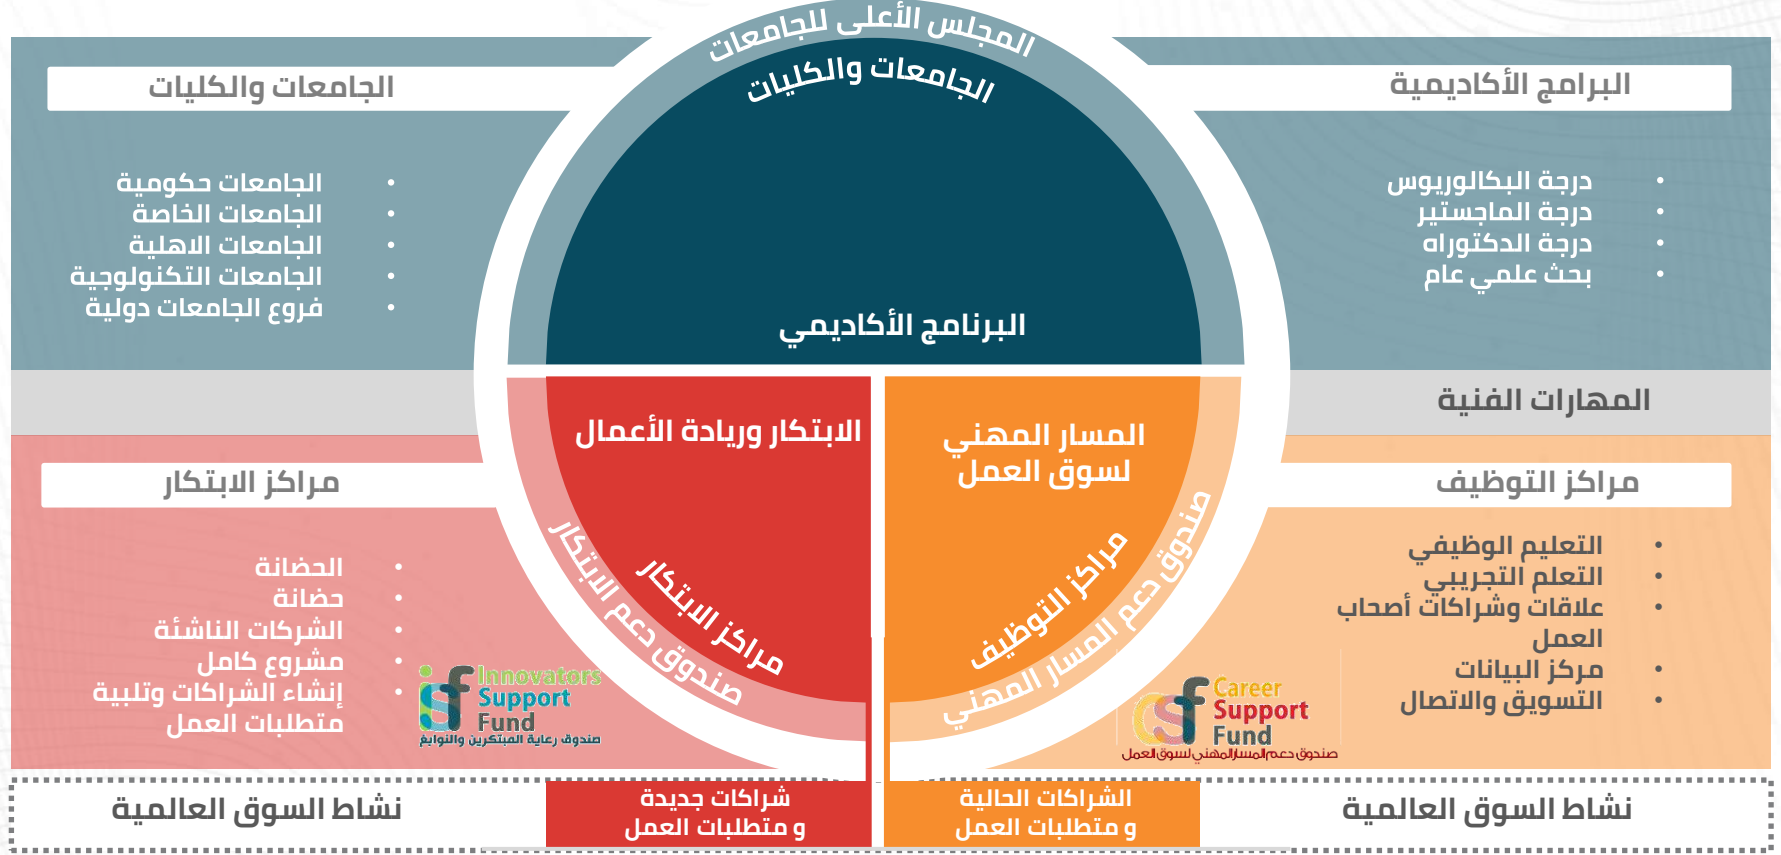 المجلس الأعلى للجامعات
الجامعات والكليات
البرنامج الأكاديمي
البرامج الأكاديمية
درجة البكالوريوس
درجة الماجستير
درجة الدكتوراه
بحث علمي عام
الجامعات والكليات
الجامعات حكومية
الجامعات الخاصة
الجامعات الاهلية
الجامعات التكنولوجية
فروع الجامعات دولية
المهارات الفنية
المسار المهني
لسوق العمل
مراكز التوظيف
صندوق دعم المسار المهني
الابتكار وريادة الأعمال
مراكز الابتكار
صندوق دعم الابتكار
مراكز التوظيف
التعليم الوظيفي
التعلم التجريبي
علاقات وشراكات أصحاب
العمل
مركز البيانات
التسويق والاتصال
csf
Career
Support
Fund
صندوق دعم المسار المهني لسوق العمل
مراكز الابتكار
الحضانة
حضانة
الشركات الناشئة
مشروع كامل
إنشاء الشراكات وتلبية
متطلبات العمل
isf
Innovators
Support
Fund
صندوق رعاية المبتكرين والنوابغ
نشاط السوق العالمية
الشراكات الحالية
و متطلبات العمل
شراكات جديدة
و متطلبات العمل
نشاط السوق العالمية